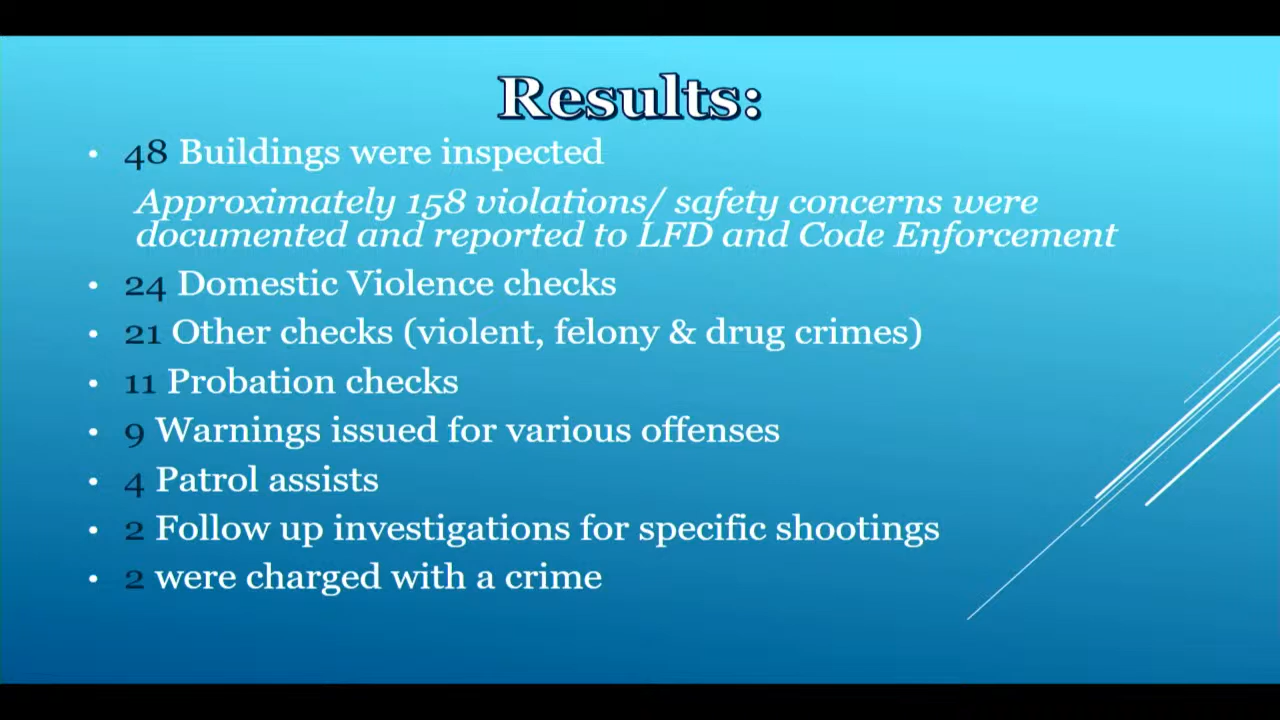 Results:
• 48 Buildings were inspected
Approximately 158 violations/ safety concerns were
documented and reported to LFD and Code Enforcement
• 24 Domestic Violence checks
• 21 Other checks (violent, felony & drug crimes)
• 11 Probation checks
• 9 Warnings issued for various offenses
• 4 Patrol assists
• 2 Follow up investigations for specific shootings
• 2 were charged with a crime